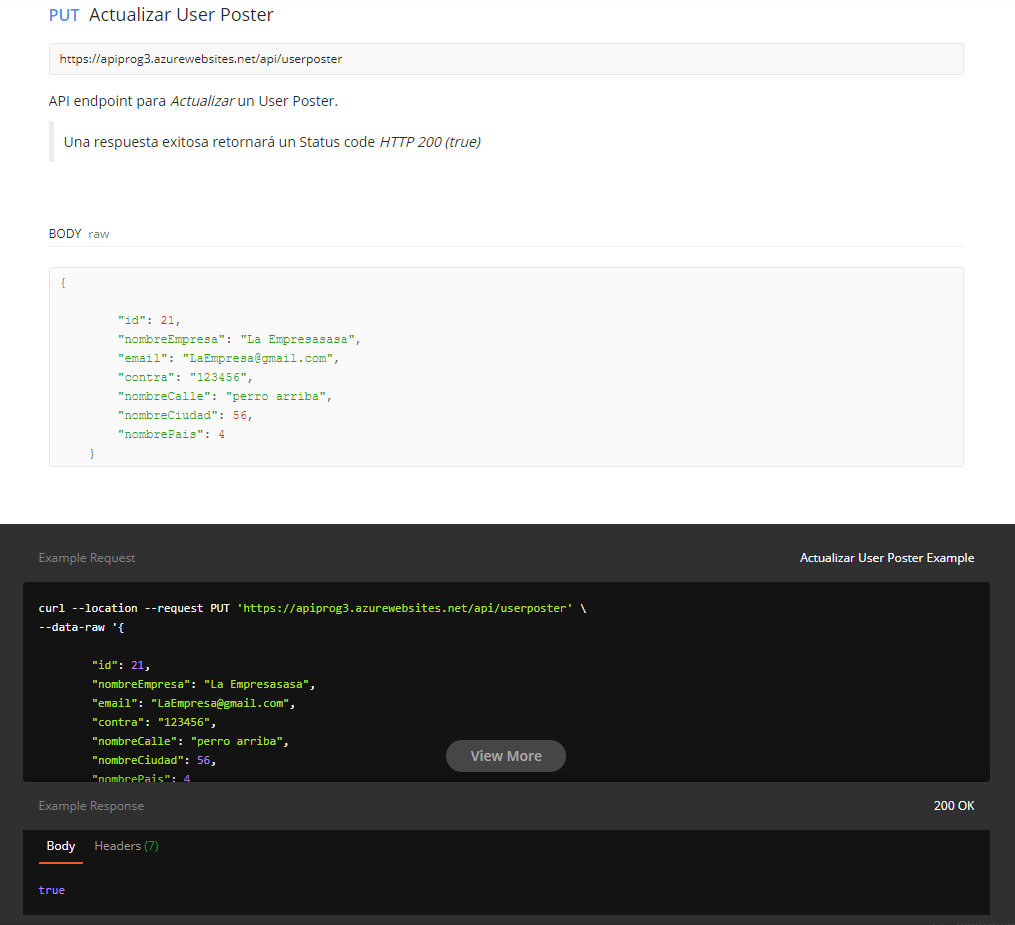 PUT Actualizar User Poster
https://apiprog3.azurewebsites.net/api/userposter
API endpoint para Actualizar un User Poster.
Una respuesta exitosa retornará un Status code HTTP 200 (true)
BODY raw
{
"id": 21,
"nombreEmpresa": "La Empresasasa",
"email": "LaEmpresa@gmail.com",
"contra": "123456",
"nombreCalle": "perro arriba",
"nombreCiudad": 56,
"nombrePais": 4
}
Example Request
Actualizar User Poster Example
curl --location --request PUT 'https://apiprog3.azurewebsites.net/api/userposter' \
--data-raw '{
"id": 21,
"nombreEmpresa": "La Empresasasa",
"email": "LaEmpresa@gmail.com",
"contra": "123456",
"nombreCalle": "perro arriba",
"nombreCiudad": 56,
"nombrePais": 4
View More
Example Response
200 OK
Body Headers (7)
true